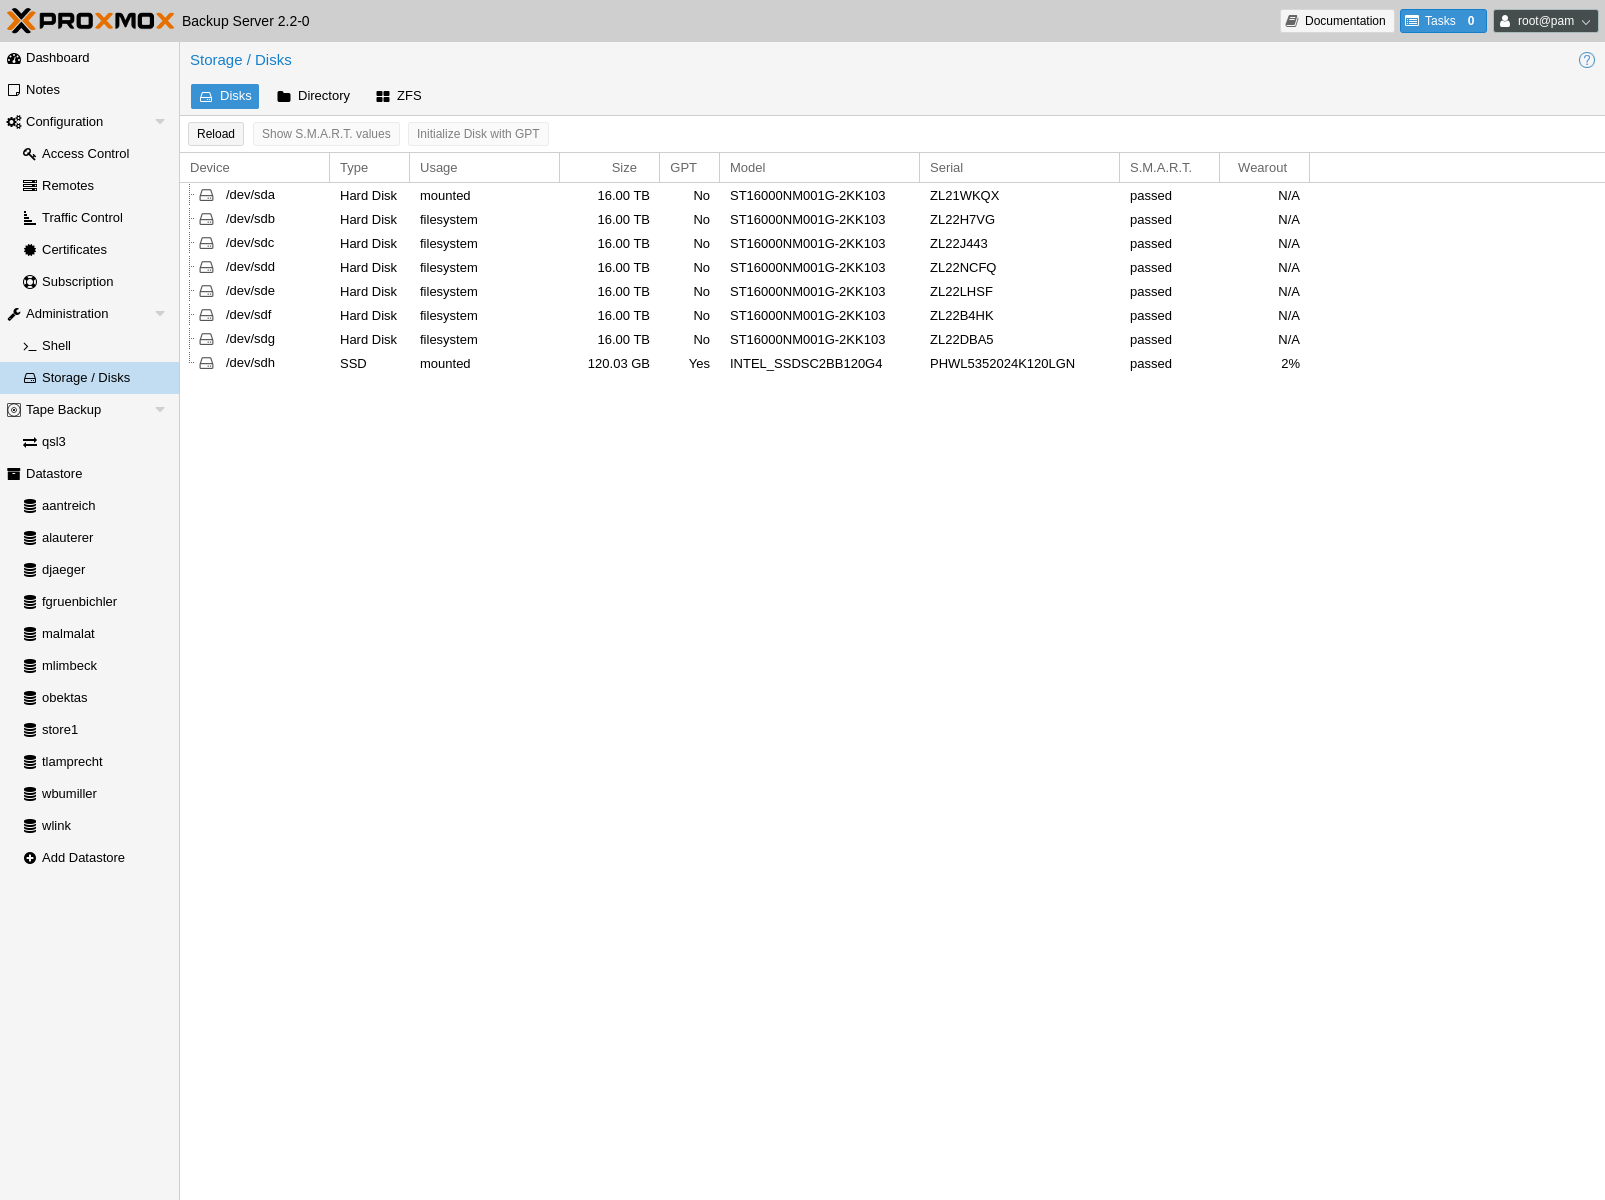 PROXMOX Backup Server 2.2-0
Documentation
Tasks 0
root@pam
Dashboard
Notes
Configuration
Access Control
Remotes
Traffic Control
Certificates
Subscription
Administration
Shell
Storage / Disks
Tape Backup
qsl3
Datastore
aantreich
alauterer
djaeger
fgruenbichler
malmalat
mlimbeck
obektas
store1
tlamprecht
wbumiller
wlink
Add Datastore
Storage / Disks
Disks Directory ZFS
Reload Show S.M.A.R.T. values Initialize Disk with GPT
Device Type Usage Size GPT Model Serial S.M.A.R.T. Wearout
/dev/sda Hard Disk mounted 16.00 TB No ST16000NM001G-2KK103 ZL21WKQX passed N/A
/dev/sdb Hard Disk filesystem 16.00 TB No ST16000NM001G-2KK103 ZL22H7VG passed N/A
/dev/sdc Hard Disk filesystem 16.00 TB No ST16000NM001G-2KK103 ZL22J443 passed N/A
/dev/sdd Hard Disk filesystem 16.00 TB No ST16000NM001G-2KK103 ZL22NCFQ passed N/A
/dev/sde Hard Disk filesystem 16.00 TB No ST16000NM001G-2KK103 ZL22LHSF passed N/A
/dev/sdf Hard Disk filesystem 16.00 TB No ST16000NM001G-2KK103 ZL22B4HK passed N/A
/dev/sdg Hard Disk filesystem 16.00 TB No ST16000NM001G-2KK103 ZL22DBA5 passed N/A
/dev/sdh SSD mounted 120.03 GB Yes INTEL_SSDSC2BB120G4 PHWL5352024K120LGN passed 2%